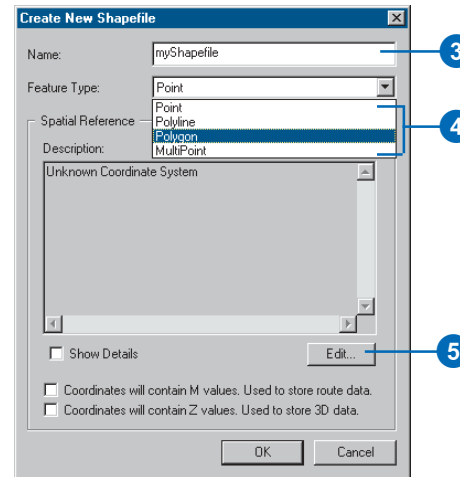 Create New Shapefile
Name: myShapefile 3
Feature Type: Point
Point
Polyline
Polygon
MultiPoint
4
Spatial Reference
Description:
Unknown Coordinate System
Show Details Edit... 5
Coordinates will contain M values. Used to store route data.
Coordinates will contain Z values. Used to store 3D data.
OK Cancel